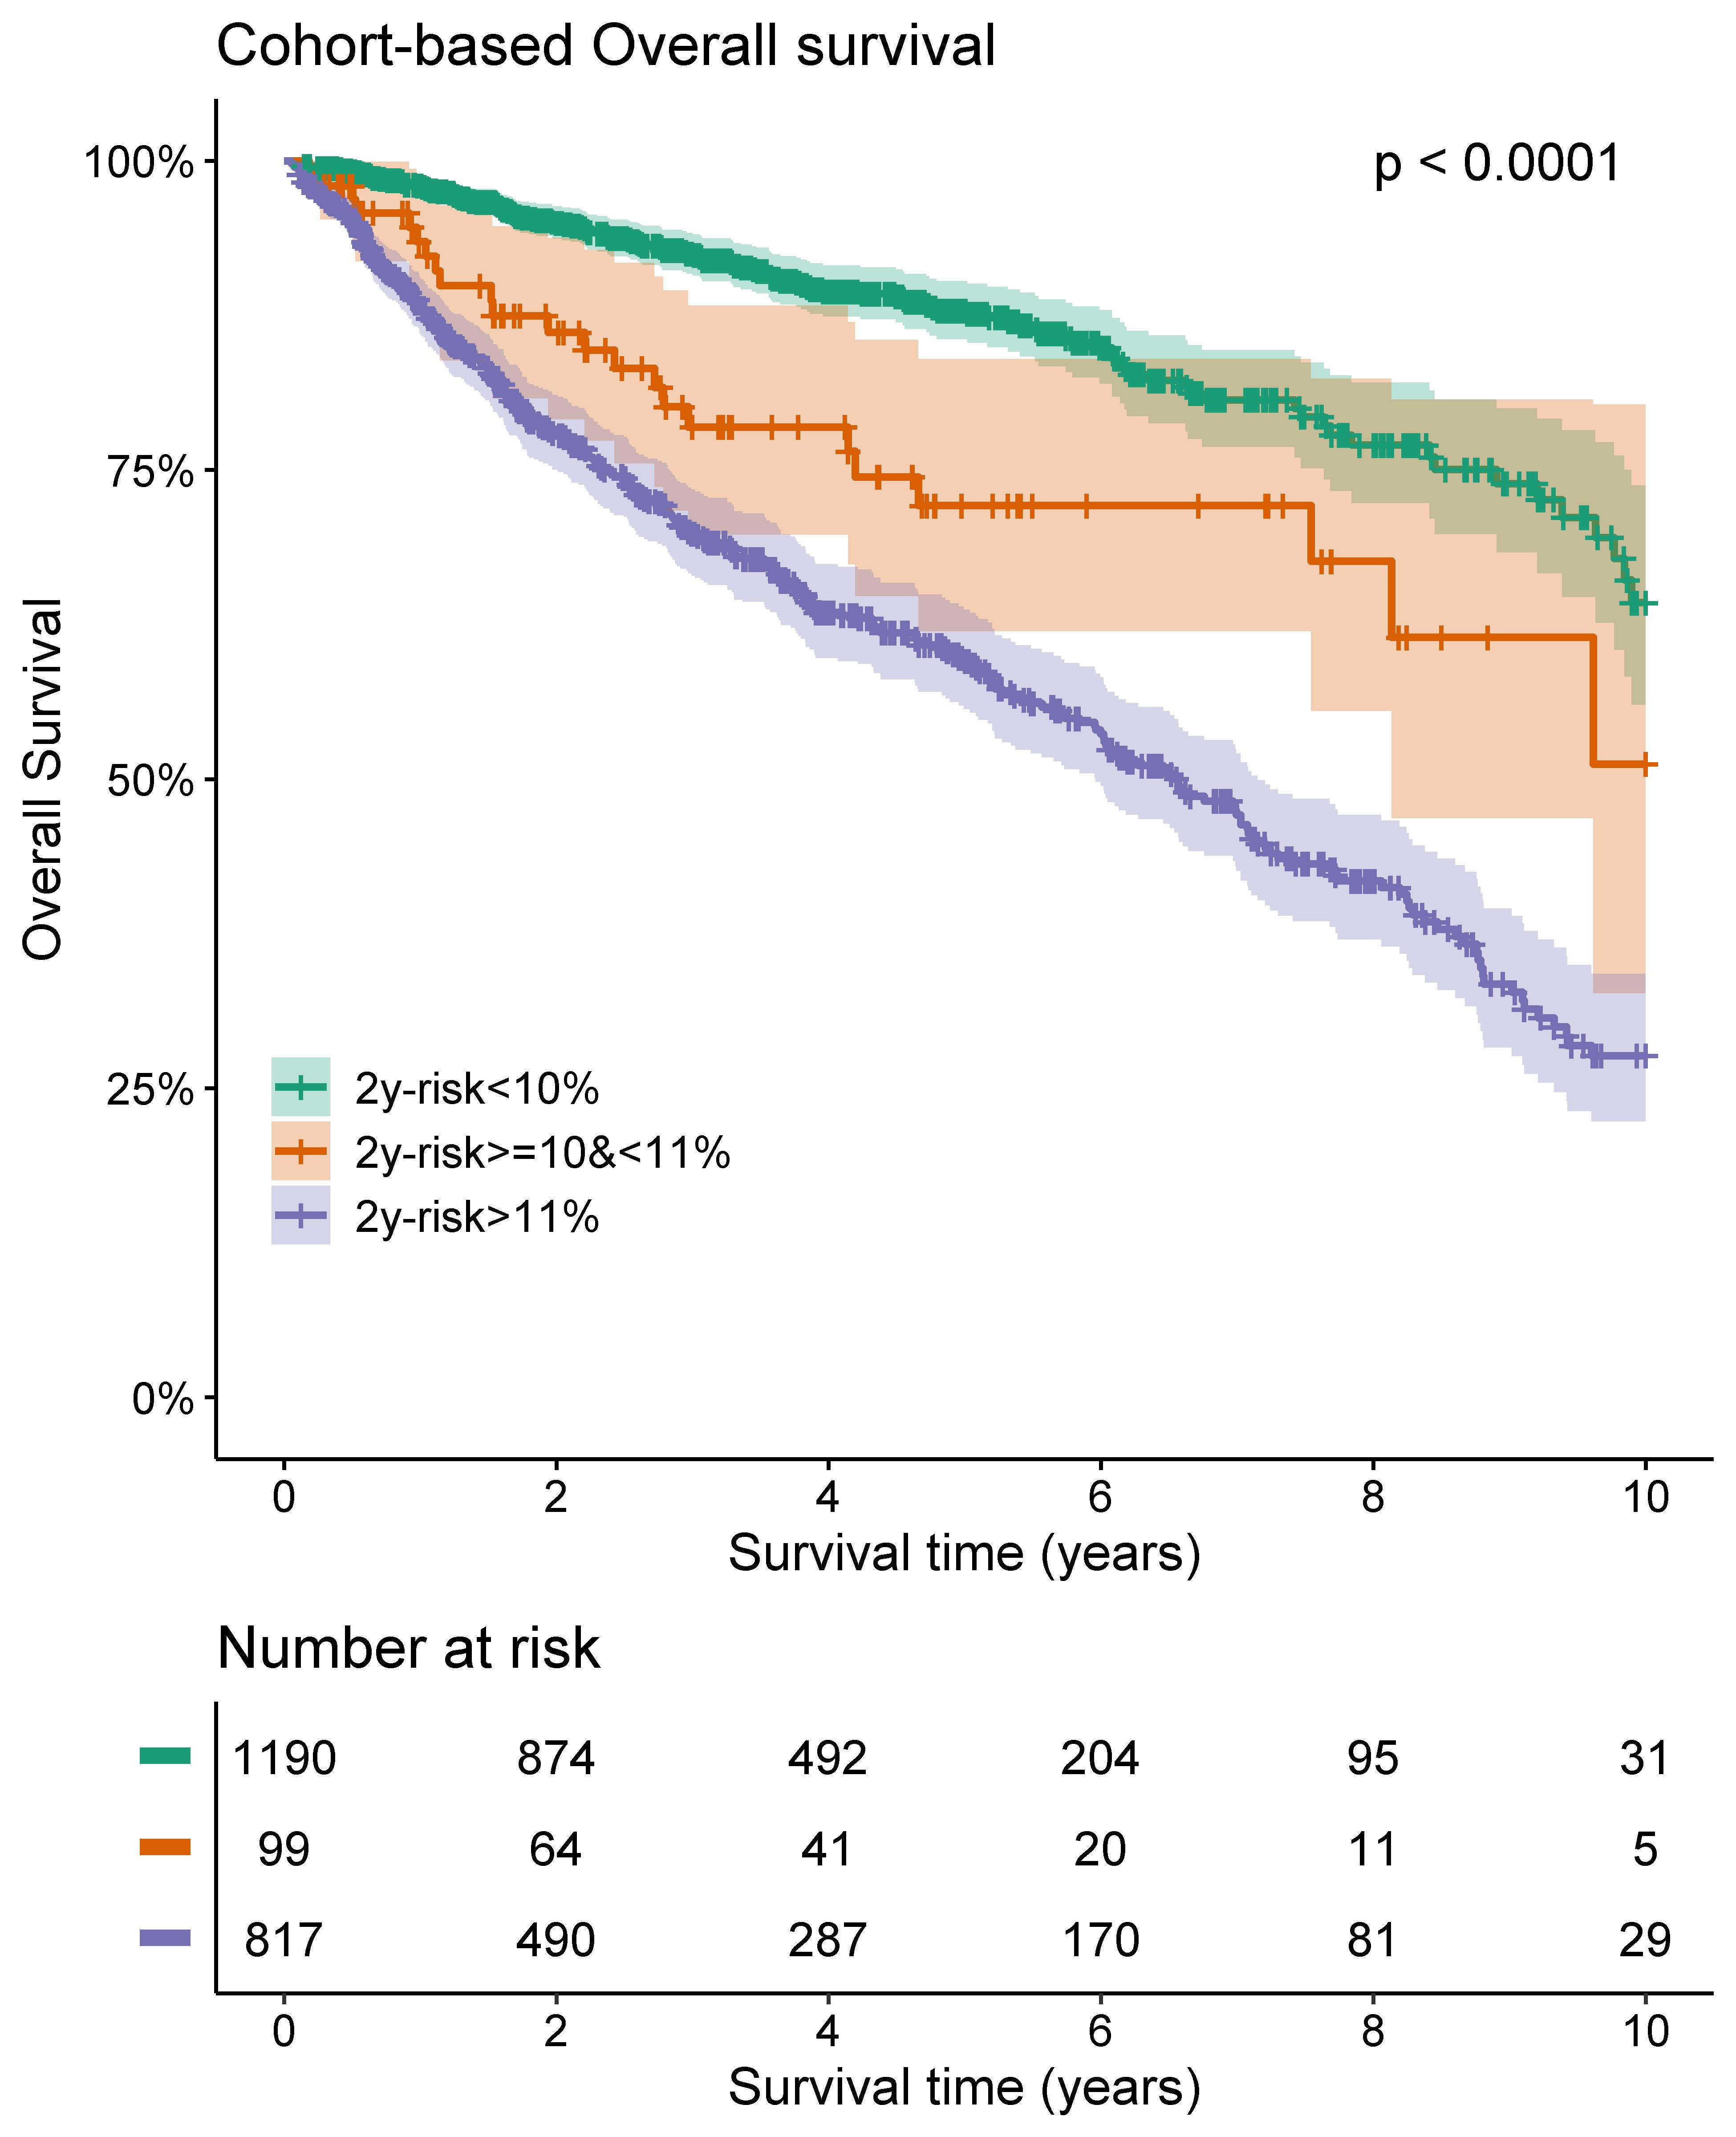 Cohort-based Overall survival
p < 0.0001
100%
75%
50%
25%
0%
Overall Survival
2y-risk<10%
2y-risk>=10&<11%
2y-risk>11%
0 2 4 6 8 10
Survival time (years)
Number at risk
1190 874 492 204 95 31
99 64 41 20 11 5
817 490 287 170 81 29
0 2 4 6 8 10
Survival time (years)